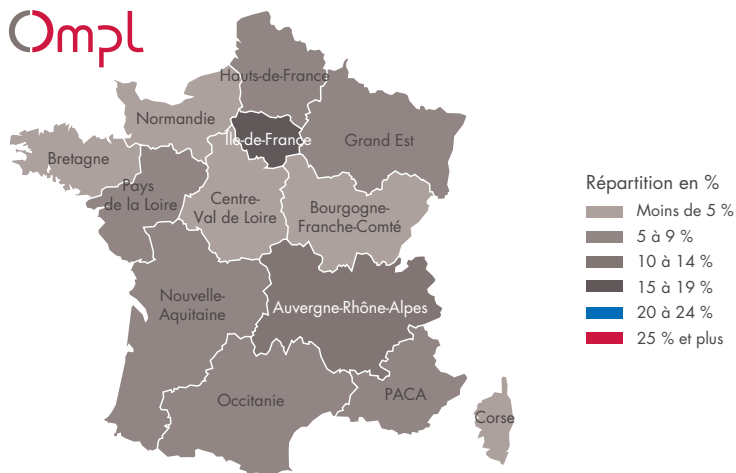 Ompl
Hauts-de-France
Normandie
Île-de-France
Grand Est
Bretagne
Pays
de la Loire
Centre-
Val de Loire
Bourgogne-
Franche-Comté
Nouvelle-
Aquitaine
Auvergne-Rhône-Alpes
Occitanie
PACA
Corse
Répartition en %
Moins de 5 %
5 à 9 %
10 à 14 %
15 à 19 %
20 à 24 %
25 % et plus